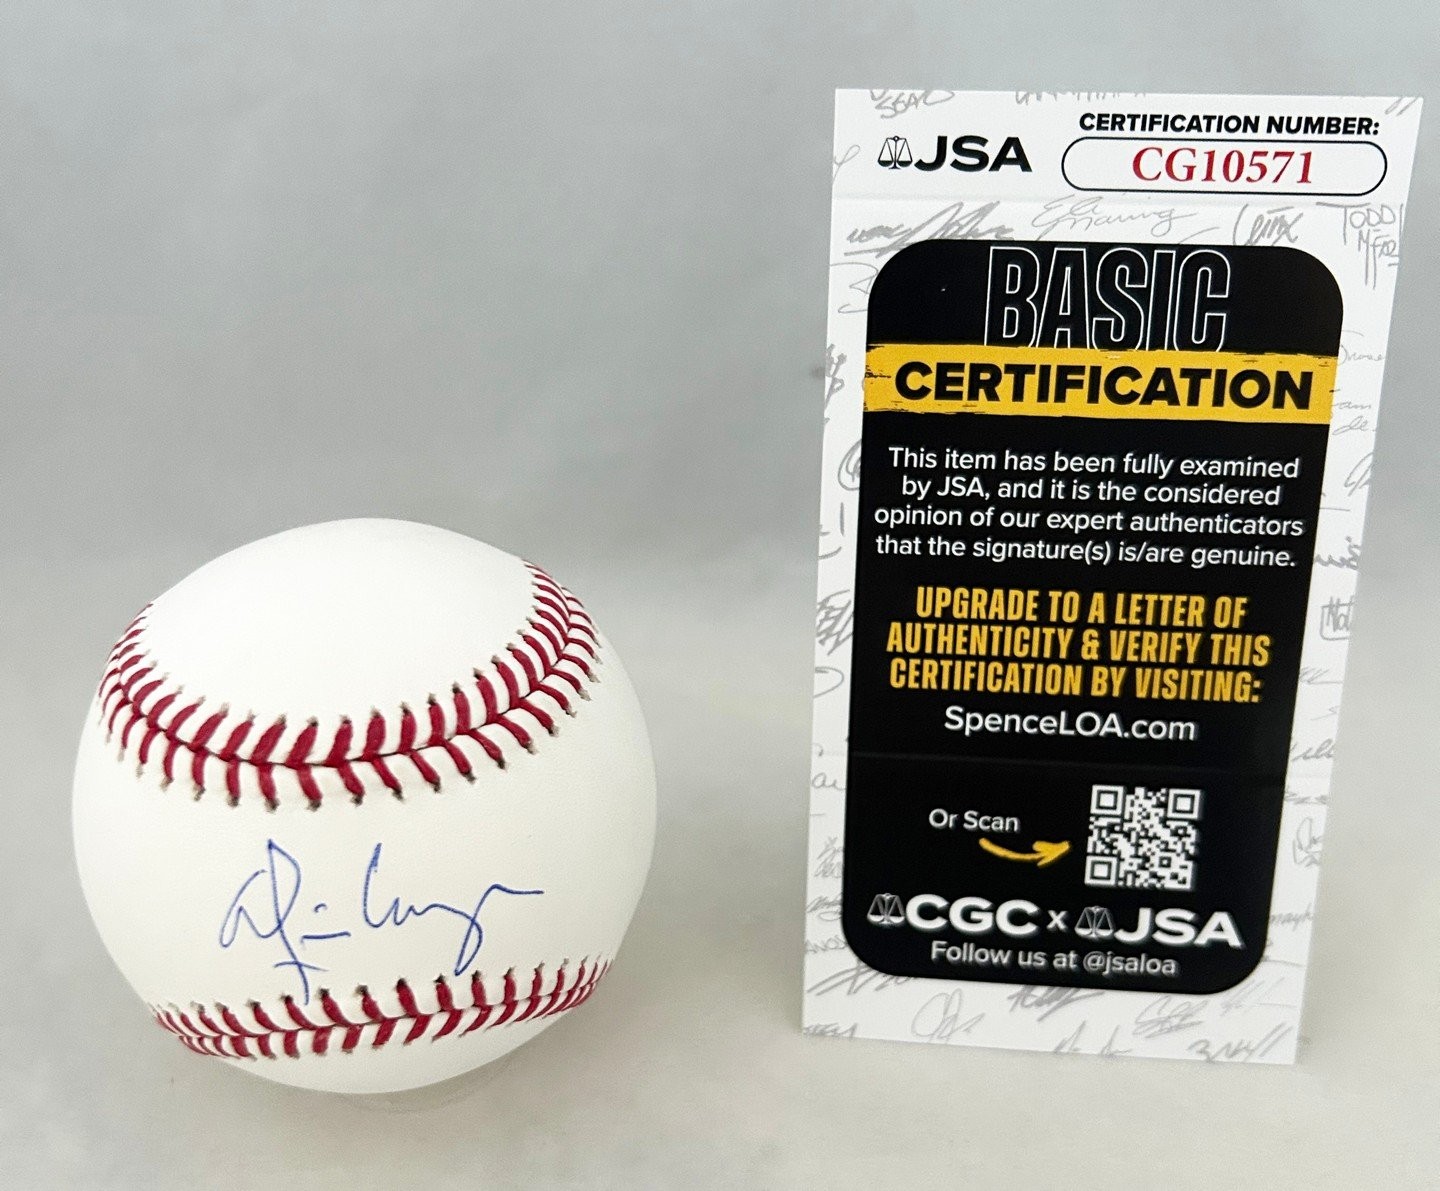 JSA
CERTIFICATION NUMBER:
CG10571
BASIC
CERTIFICATION
This item has been fully examined
by JSA, and it is the considered
opinion of our expert authenticators
that the signature(s) is/are genuine.
UPGRADE TO A LETTER OF
AUTHENTICITY & VERIFY THIS
CERTIFICATION BY VISITING:
SpenceLOA.com
Or Scan
CGC x JSA
Follow us at @jsaloa